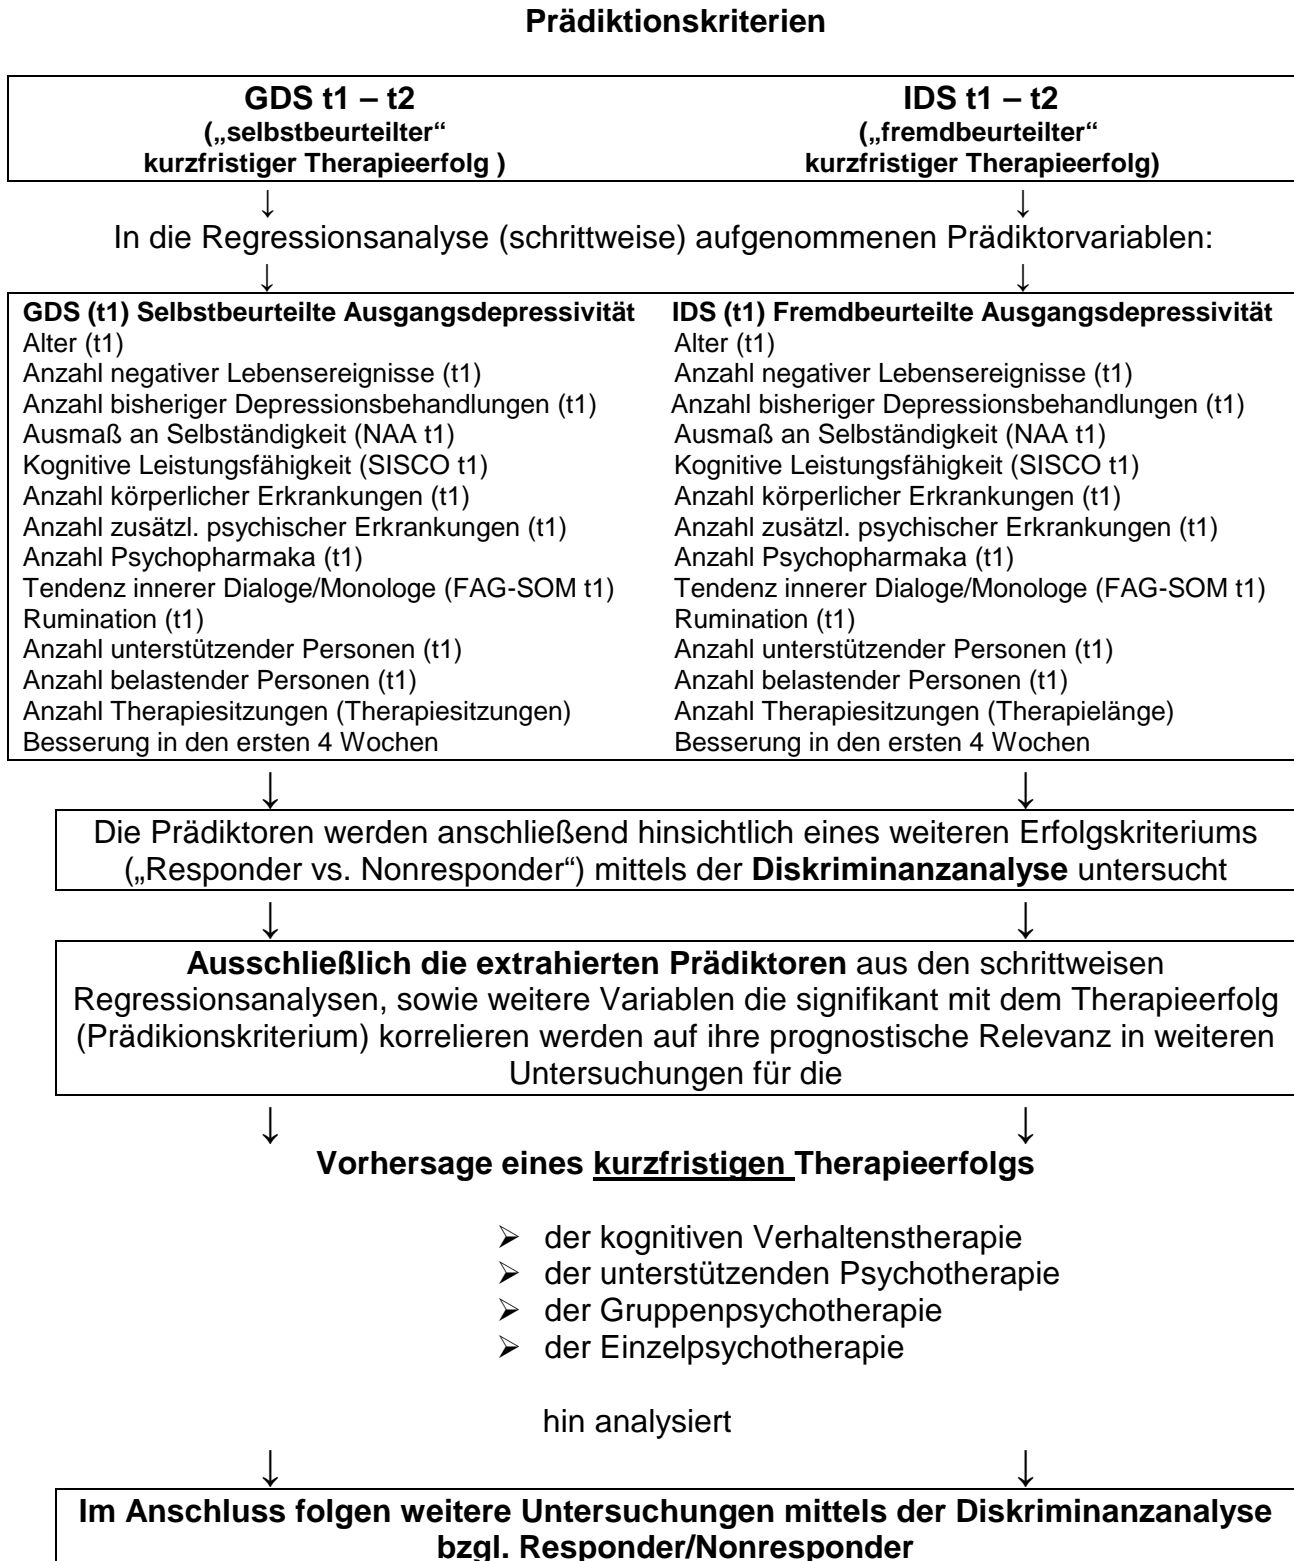 Prädiktionskriterien
GDS t1 – t2
(„selbstbeurteilter“
kurzfristiger Therapieerfolg )
IDS t1 – t2
(„fremdbeurteilter“
kurzfristiger Therapieerfolg)
↓ ↓
In die Regressionsanalyse (schrittweise) aufgenommenen Prädiktorvariablen:
↓ ↓
GDS (t1) Selbstbeurteilte Ausgangsdepressivität
Alter (t1)
Anzahl negativer Lebensereignisse (t1)
Anzahl bisheriger Depressionsbehandlungen (t1)
Ausmaß an Selbständigkeit (NAA t1)
Kognitive Leistungsfähigkeit (SISCO t1)
Anzahl körperlicher Erkrankungen (t1)
Anzahl zusätzl. psychischer Erkrankungen (t1)
Anzahl Psychopharmaka (t1)
Tendenz innerer Dialoge/Monologe (FAG-SOM t1)
Rumination (t1)
Anzahl unterstützender Personen (t1)
Anzahl belastender Personen (t1)
Anzahl Therapiesitzungen (Therapiesitzungen)
Besserung in den ersten 4 Wochen
IDS (t1) Fremdbeurteilte Ausgangsdepressivität
Alter (t1)
Anzahl negativer Lebensereignisse (t1)
Anzahl bisheriger Depressionsbehandlungen (t1)
Ausmaß an Selbständigkeit (NAA t1)
Kognitive Leistungsfähigkeit (SISCO t1)
Anzahl körperlicher Erkrankungen (t1)
Anzahl zusätzl. psychischer Erkrankungen (t1)
Anzahl Psychopharmaka (t1)
Tendenz innerer Dialoge/Monologe (FAG-SOM t1)
Rumination (t1)
Anzahl unterstützender Personen (t1)
Anzahl belastender Personen (t1)
Anzahl Therapiesitzungen (Therapielänge)
Besserung in den ersten 4 Wochen
↓ ↓
Die Prädiktoren werden anschließend hinsichtlich eines weiteren Erfolgskriteriums
(„Responder vs. Nonresponder“) mittels der Diskriminanzanalyse untersucht
↓ ↓
Ausschließlich die extrahierten Prädiktoren aus den schrittweisen
Regressionsanalysen, sowie weitere Variablen die signifikant mit dem Therapieerfolg
(Prädikionskriterium) korrelieren werden auf ihre prognostische Relevanz in weiteren
Untersuchungen für die
↓ ↓
Vorhersage eines kurzfristigen Therapieerfolgs
➢ der kognitiven Verhaltenstherapie
➢ der unterstützenden Psychotherapie
➢ der Gruppenpsychotherapie
➢ der Einzelpsychotherapie
hin analysiert
↓ ↓
Im Anschluss folgen weitere Untersuchungen mittels der Diskriminanzanalyse
bzgl. Responder/Nonresponder